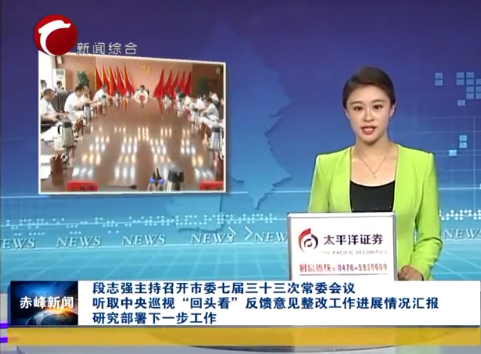 新闻综合
太平洋证券
THE PACIFIC SECURITIES
NEWS
段志强主持召开市委七届三十三次常委会议
赤峰新闻
听取中央巡视“回头看”反馈意见整改工作进展情况汇报
研究部署下一步工作